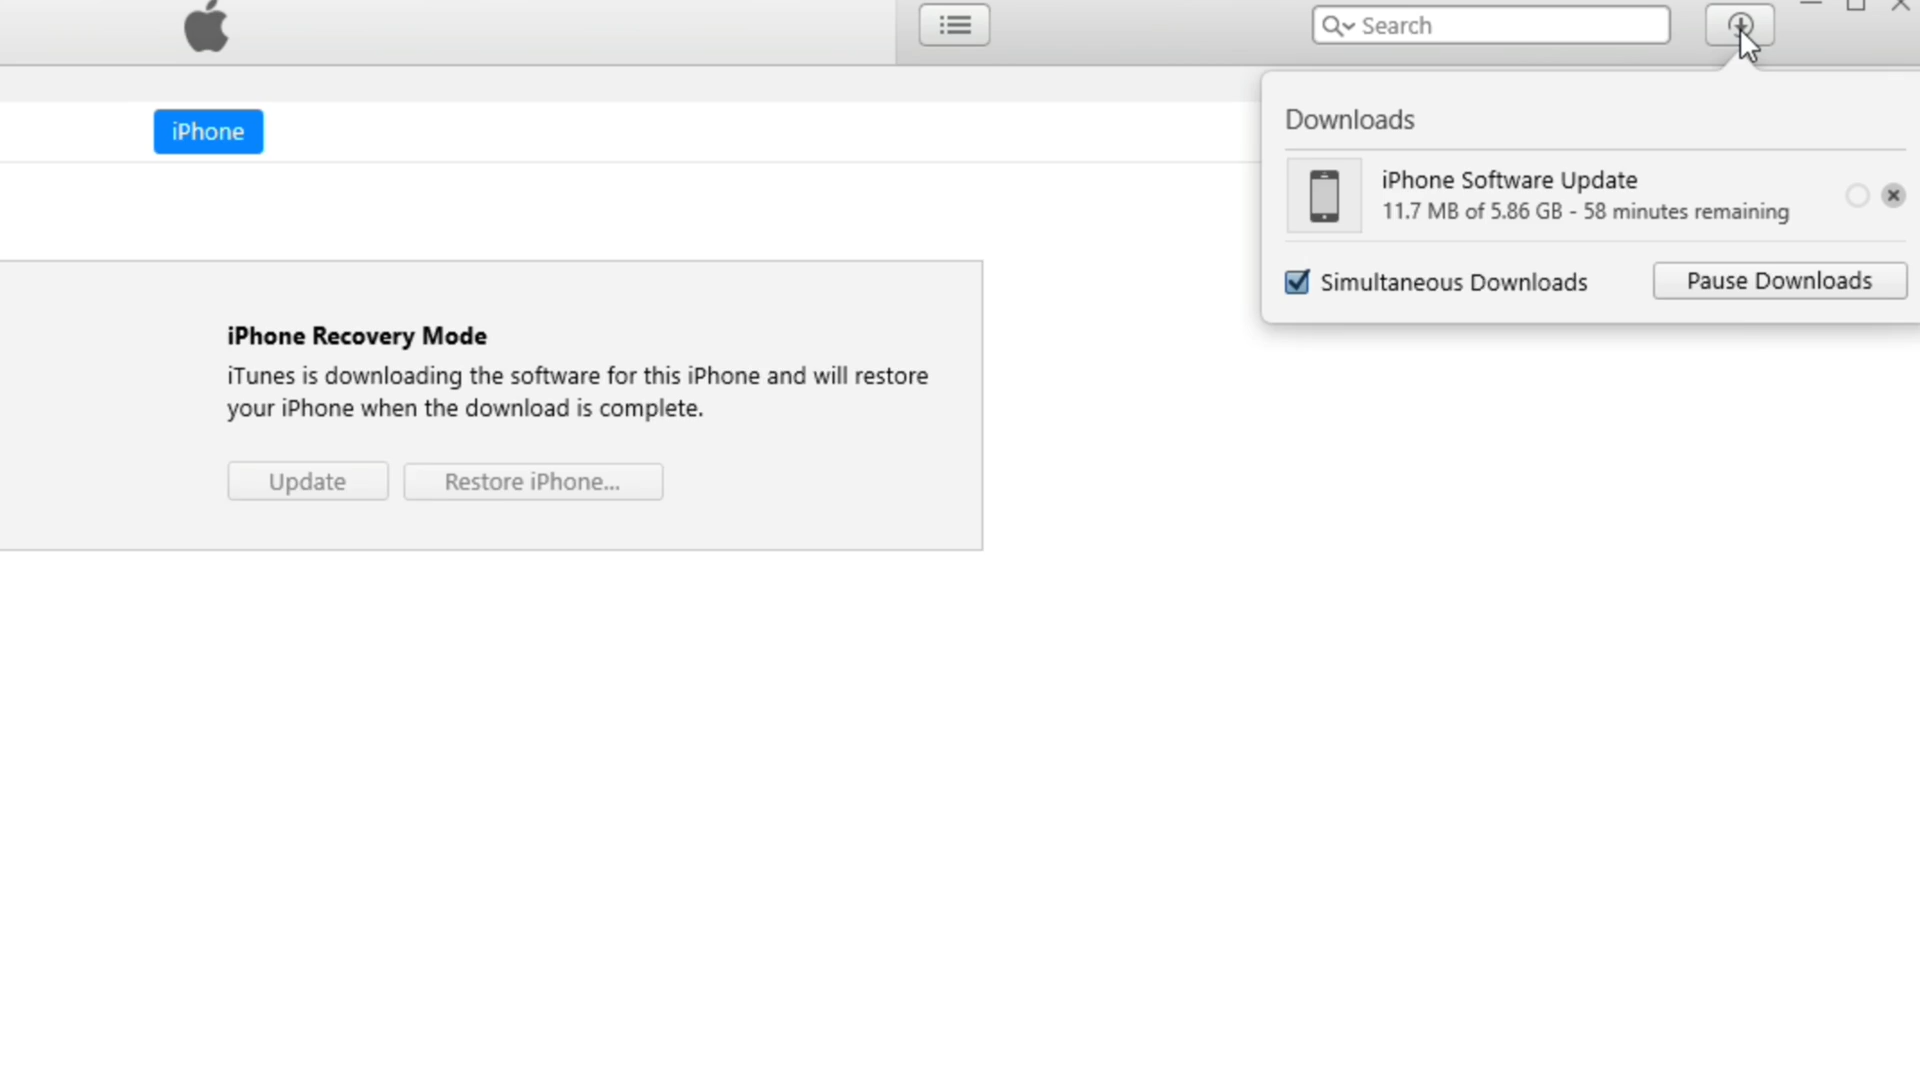 Search
iPhone
Downloads
iPhone Software Update
11.7 MB of 5.86 GB - 58 minutes remaining
Simultaneous Downloads
Pause Downloads
iPhone Recovery Mode
iTunes is downloading the software for this iPhone and will restore
your iPhone when the download is complete.
Update
Restore iPhone...